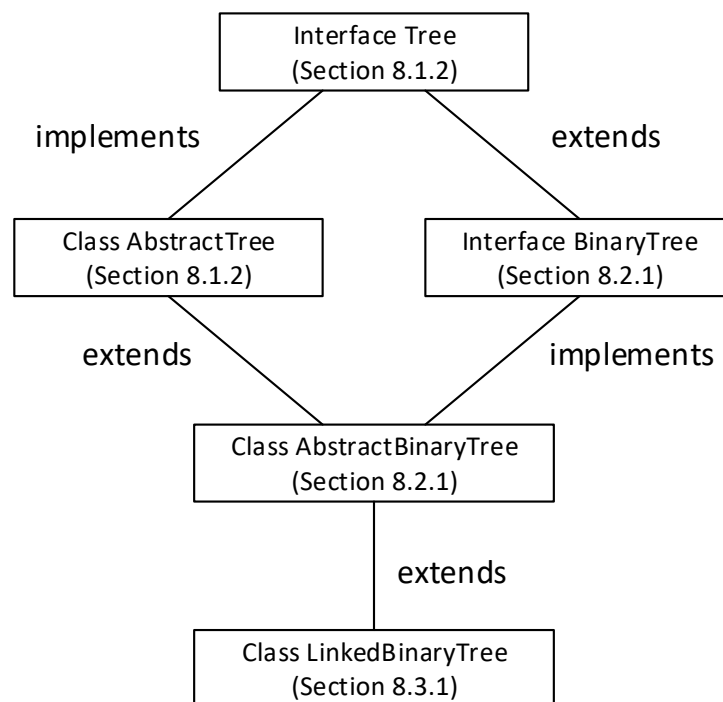 Interface Tree
(Section 8.1.2)
implements
extends
Class AbstractTree
(Section 8.1.2)
Interface BinaryTree
(Section 8.2.1)
extends
implements
Class AbstractBinaryTree
(Section 8.2.1)
extends
Class LinkedBinaryTree
(Section 8.3.1)